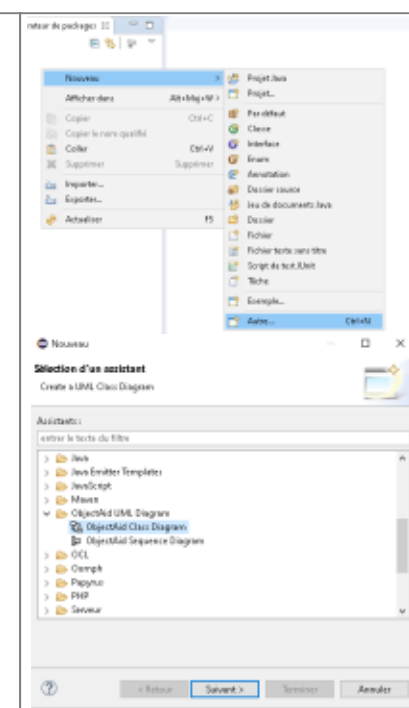 Nouveau
Projet Java
Projet...
Afficher dans Alt+Maj+W >
Par défaut
Copier Ctrl+C
Classe
Copier le nom qualifié
Interface
Coller Ctrl+V
Enum
Supprimer Supprimer
Annotation
Importer...
Dossier source
Exporter...
Jeu de documents Java
Actualiser F5
Dossier
Fichier
Fichier texte sans titre
Script de test JUnit
Tâche
Exemple...
Autre... Ctrl+N
Nouveau
Sélection d'un assistant
Create a UML Class Diagram
Assistants :
entrer le texte du filtre
> Java
> Java Emitter Templates
> JavaScript
> Maven
ObjectAid UML Diagram
ObjectAid Class Diagram
ObjectAid Sequence Diagram
> OCL
> Oomph
> Papyrus
> PHP
> Serveur
< Retour Suivant > Terminer Annuler